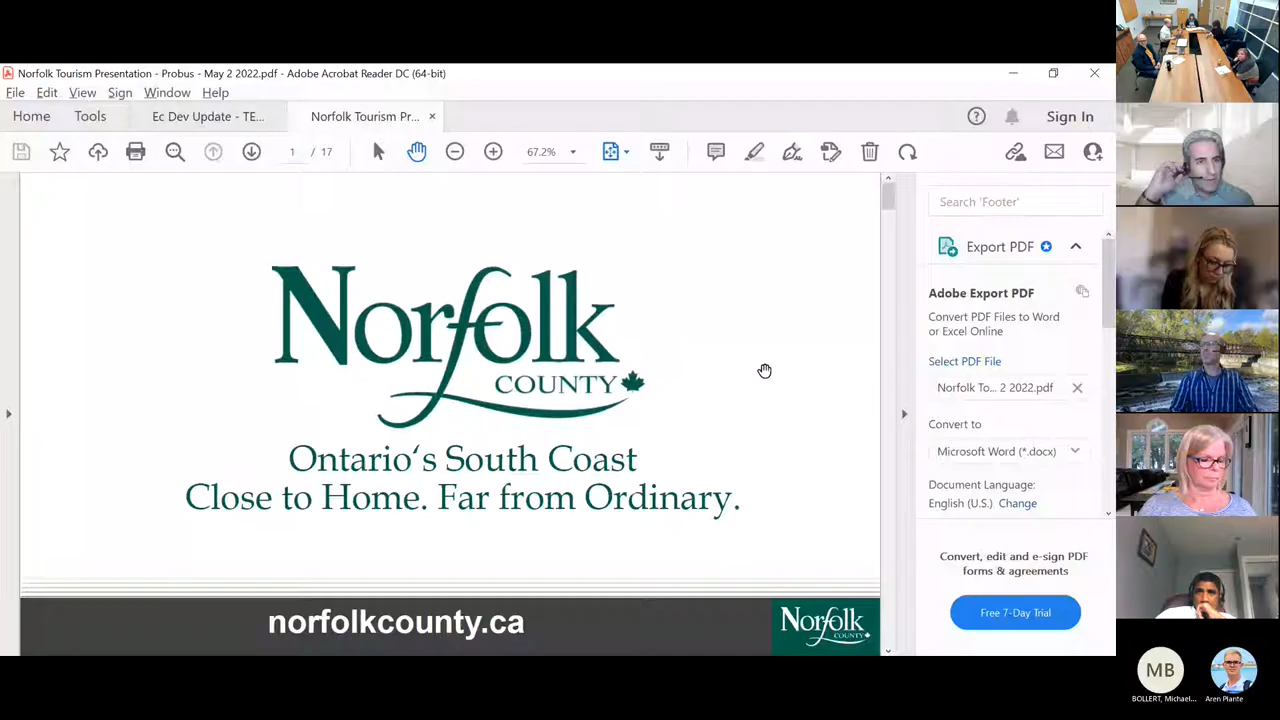 Norfolk Tourism Presentation - Probus - May 2 2022.pdf - Adobe Acrobat Reader DC (64-bit)
File Edit View Sign Window Help
Home Tools Ec Dev Update - TE... Norfolk Tourism Pr... × Sign In
1 / 17 67.2%
Search 'Footer'
Export PDF
Adobe Export PDF
Convert PDF Files to Word
or Excel Online
Select PDF File
Norfolk To... 2 2022.pdf
Convert to
Microsoft Word (*.docx)
Document Language:
English (U.S.) Change
Convert, edit and e-sign PDF
forms & agreements
Free 7-Day Trial
Norfolk
COUNTY
Ontario‘s South Coast
Close to Home. Far from Ordinary.
norfolkcounty.ca
Norfolk
COUNTY
MB
BOLLERT, Michael...
Aren Plante